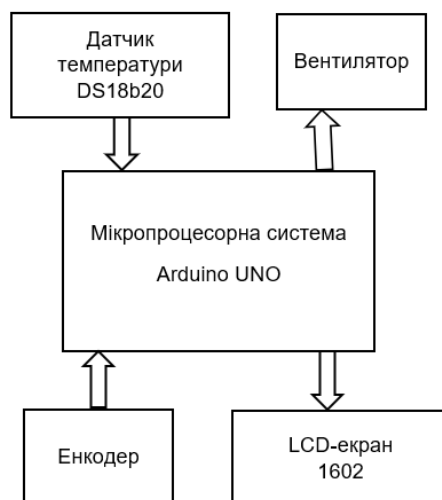 Датчик
температури
DS18b20
Вентилятор
Мікропроцесорна система
Arduino UNO
Енкодер
LCD-екран
1602